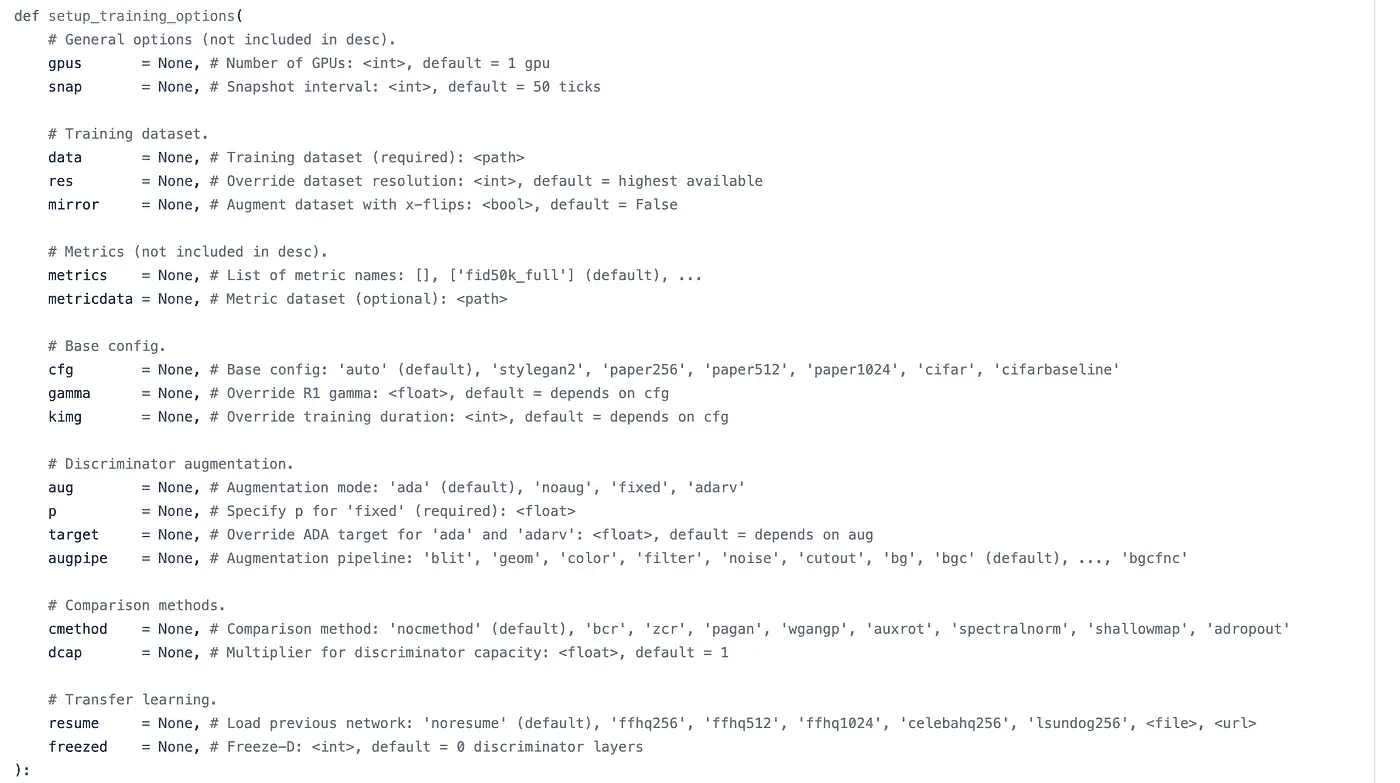 def setup_training_options(
    # General options (not included in desc).
    gpus       = None, # Number of GPUs: <int>, default = 1 gpu
    snap       = None, # Snapshot interval: <int>, default = 50 ticks

    # Training dataset.
    data       = None, # Training dataset (required): <path>
    res        = None, # Override dataset resolution: <int>, default = highest available
    mirror     = None, # Augment dataset with x-flips: <bool>, default = False

    # Metrics (not included in desc).
    metrics    = None, # List of metric names: [], ['fid50k_full'] (default), ...
    metricdata = None, # Metric dataset (optional): <path>

    # Base config.
    cfg        = None, # Base config: 'auto' (default), 'stylegan2', 'paper256', 'paper512', 'paper1024', 'cifar', 'cifarbaseline'
    gamma      = None, # Override R1 gamma: <float>, default = depends on cfg
    kimg       = None, # Override training duration: <int>, default = depends on cfg

    # Discriminator augmentation.
    aug        = None, # Augmentation mode: 'ada' (default), 'noaug', 'fixed', 'adarv'
    p          = None, # Specify p for 'fixed' (required): <float>
    target     = None, # Override ADA target for 'ada' and 'adarv': <float>, default = depends on aug
    augpipe    = None, # Augmentation pipeline: 'blit', 'geom', 'color', 'filter', 'noise', 'cutout', 'bg', 'bgc' (default), ..., 'bgcfnc'

    # Comparison methods.
    cmethod    = None, # Comparison method: 'nocmethod' (default), 'bcr', 'zcr', 'pagan', 'wgangp', 'auxrot', 'spectralnorm', 'shallowmap', 'adropout'
    dcap       = None, # Multiplier for discriminator capacity: <float>, default = 1

    # Transfer learning.
    resume     = None, # Load previous network: 'noresume' (default), 'ffhq256', 'ffhq512', 'ffhq1024', 'celebahq256', 'lsundog256', <file>, <url>
    freezed    = None, # Freeze-D: <int>, default = 0 discriminator layers
):